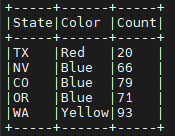 +-----+------+-----+
|State|Color |Count|
+-----+------+-----+
|TX   |Red   |20   |
|NV   |Blue  |66   |
|CO   |Blue  |79   |
|OR   |Blue  |71   |
|WA   |Yellow|93   |
+-----+------+-----+